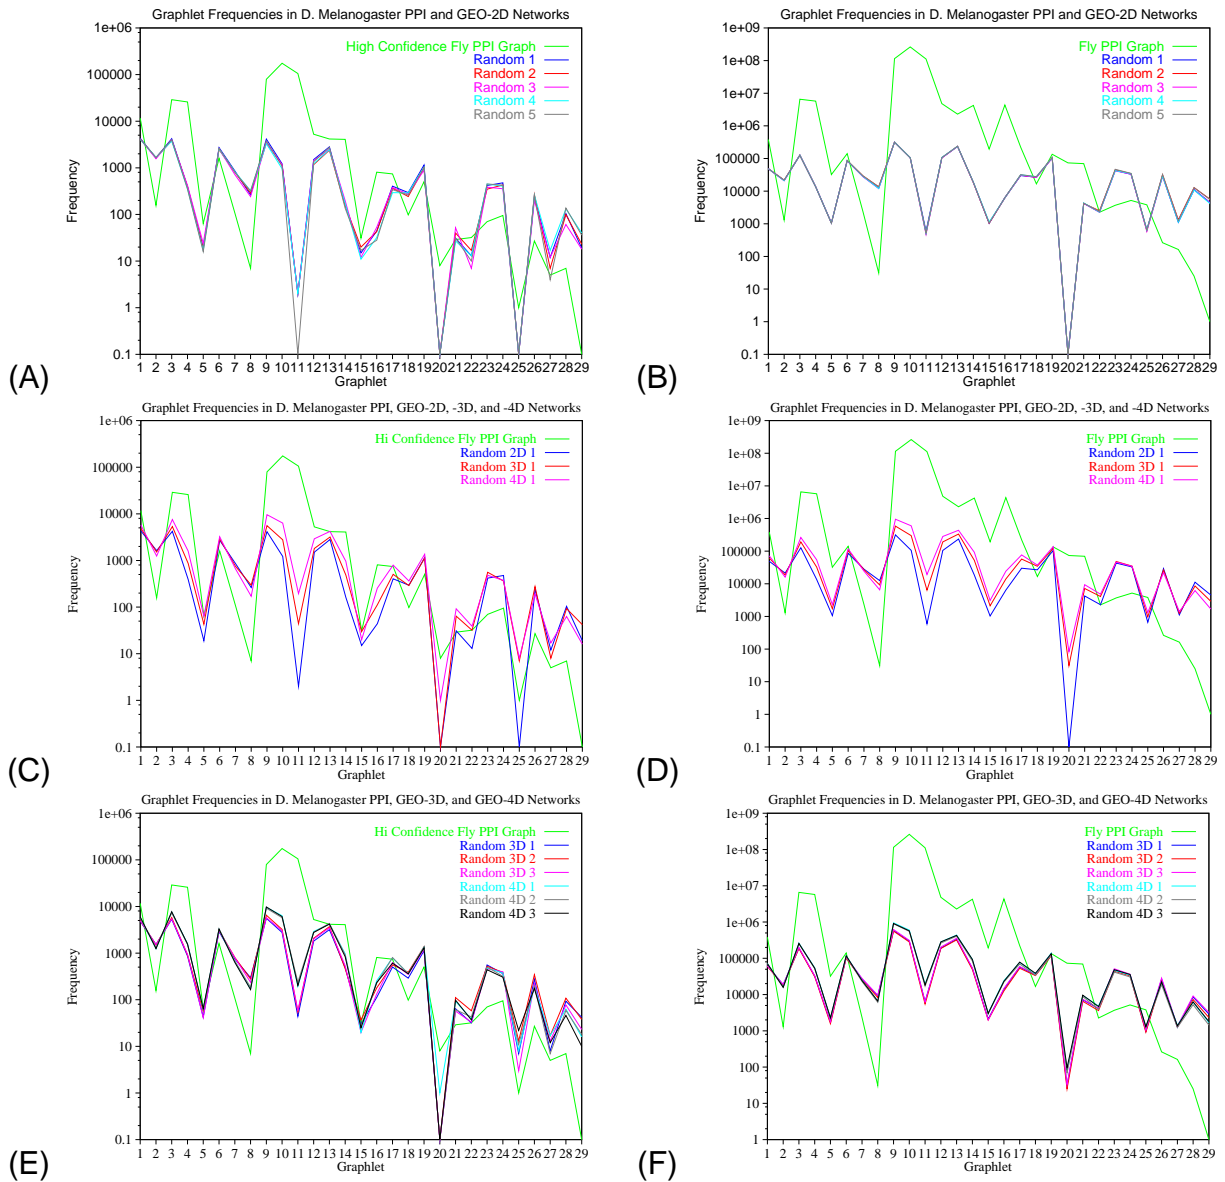 Graphlet Frequencies in D. Melanogaster PPI and GEO-2D Networks
1e+06
100000
10000
1000
100
10
1
0.1
Frequency
High Confidence Fly PPI Graph
Random 1
Random 2
Random 3
Random 4
Random 5
1 2 3 4 5 6 7 8 9 10 11 12 13 14 15 16 17 18 19 20 21 22 23 24 25 26 27 28 29
Graphlet
(A)
Graphlet Frequencies in D. Melanogaster PPI and GEO-2D Networks
1e+09
1e+08
1e+07
1e+06
100000
10000
1000
100
10
1
0.1
Frequency
Fly PPI Graph
Random 1
Random 2
Random 3
Random 4
Random 5
1 2 3 4 5 6 7 8 9 10 11 12 13 14 15 16 17 18 19 20 21 22 23 24 25 26 27 28 29
Graphlet
(B)
Graphlet Frequencies in D. Melanogaster PPI, GEO-2D, -3D, and -4D Networks
1e+06
100000
10000
1000
100
10
1
0.1
Frequency
Hi Confidence Fly PPI Graph
Random 2D 1
Random 3D 1
Random 4D 1
1 2 3 4 5 6 7 8 9 10 11 12 13 14 15 16 17 18 19 20 21 22 23 24 25 26 27 28 29
Graphlet
(C)
Graphlet Frequencies in D. Melanogaster PPI, GEO-2D, -3D, and -4D Networks
1e+09
1e+08
1e+07
1e+06
100000
10000
1000
100
10
1
0.1
Frequency
Fly PPI Graph
Random 2D 1
Random 3D 1
Random 4D 1
1 2 3 4 5 6 7 8 9 10 11 12 13 14 15 16 17 18 19 20 21 22 23 24 25 26 27 28 29
Graphlet
(D)
Graphlet Frequencies in D. Melanogaster PPI, GEO-3D, and GEO-4D Networks
1e+06
100000
10000
1000
100
10
1
0.1
Frequency
Hi Confidence Fly PPI Graph
Random 3D 1
Random 3D 2
Random 3D 3
Random 4D 1
Random 4D 2
Random 4D 3
1 2 3 4 5 6 7 8 9 10 11 12 13 14 15 16 17 18 19 20 21 22 23 24 25 26 27 28 29
Graphlet
(E)
Graphlet Frequencies in D. Melanogaster PPI, GEO-3D, and GEO-4D Networks
1e+09
1e+08
1e+07
1e+06
100000
10000
1000
100
10
1
Frequency
Fly PPI Graph
Random 3D 1
Random 3D 2
Random 3D 3
Random 4D 1
Random 4D 2
Random 4D 3
1 2 3 4 5 6 7 8 9 10 11 12 13 14 15 16 17 18 19 20 21 22 23 24 25 26 27 28 29
Graphlet
(F)